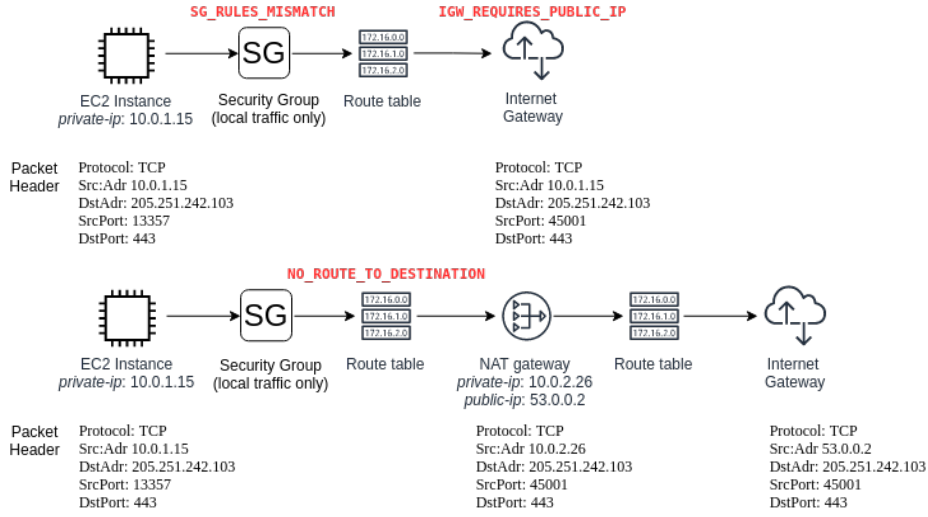 SG_RULES_MISMATCH
IGW_REQUIRES_PUBLIC_IP
SG
172.16.0.0
172.16.1.0
172.16.2.0
EC2 Instance
private-ip: 10.0.1.15
Security Group
(local traffic only)
Route table
Internet
Gateway
Packet
Header
Protocol: TCP
Src:Adr 10.0.1.15
DstAdr: 205.251.242.103
SrcPort: 13357
DstPort: 443
Protocol: TCP
Src:Adr 10.0.1.15
DstAdr: 205.251.242.103
SrcPort: 45001
DstPort: 443
NO_ROUTE_TO_DESTINATION
SG
172.16.0.0
172.16.1.0
172.16.2.0
172.16.0.0
172.16.1.0
172.16.2.0
EC2 Instance
private-ip: 10.0.1.15
Security Group
(local traffic only)
Route table
NAT gateway
private-ip: 10.0.2.26
public-ip: 53.0.0.2
Route table
Internet
Gateway
Packet
Header
Protocol: TCP
Src:Adr 10.0.1.15
DstAdr: 205.251.242.103
SrcPort: 13357
DstPort: 443
Protocol: TCP
Src:Adr 10.0.2.26
DstAdr: 205.251.242.103
SrcPort: 45001
DstPort: 443
Protocol: TCP
Src:Adr 53.0.0.2
DstAdr: 205.251.242.103
SrcPort: 45001
DstPort: 443